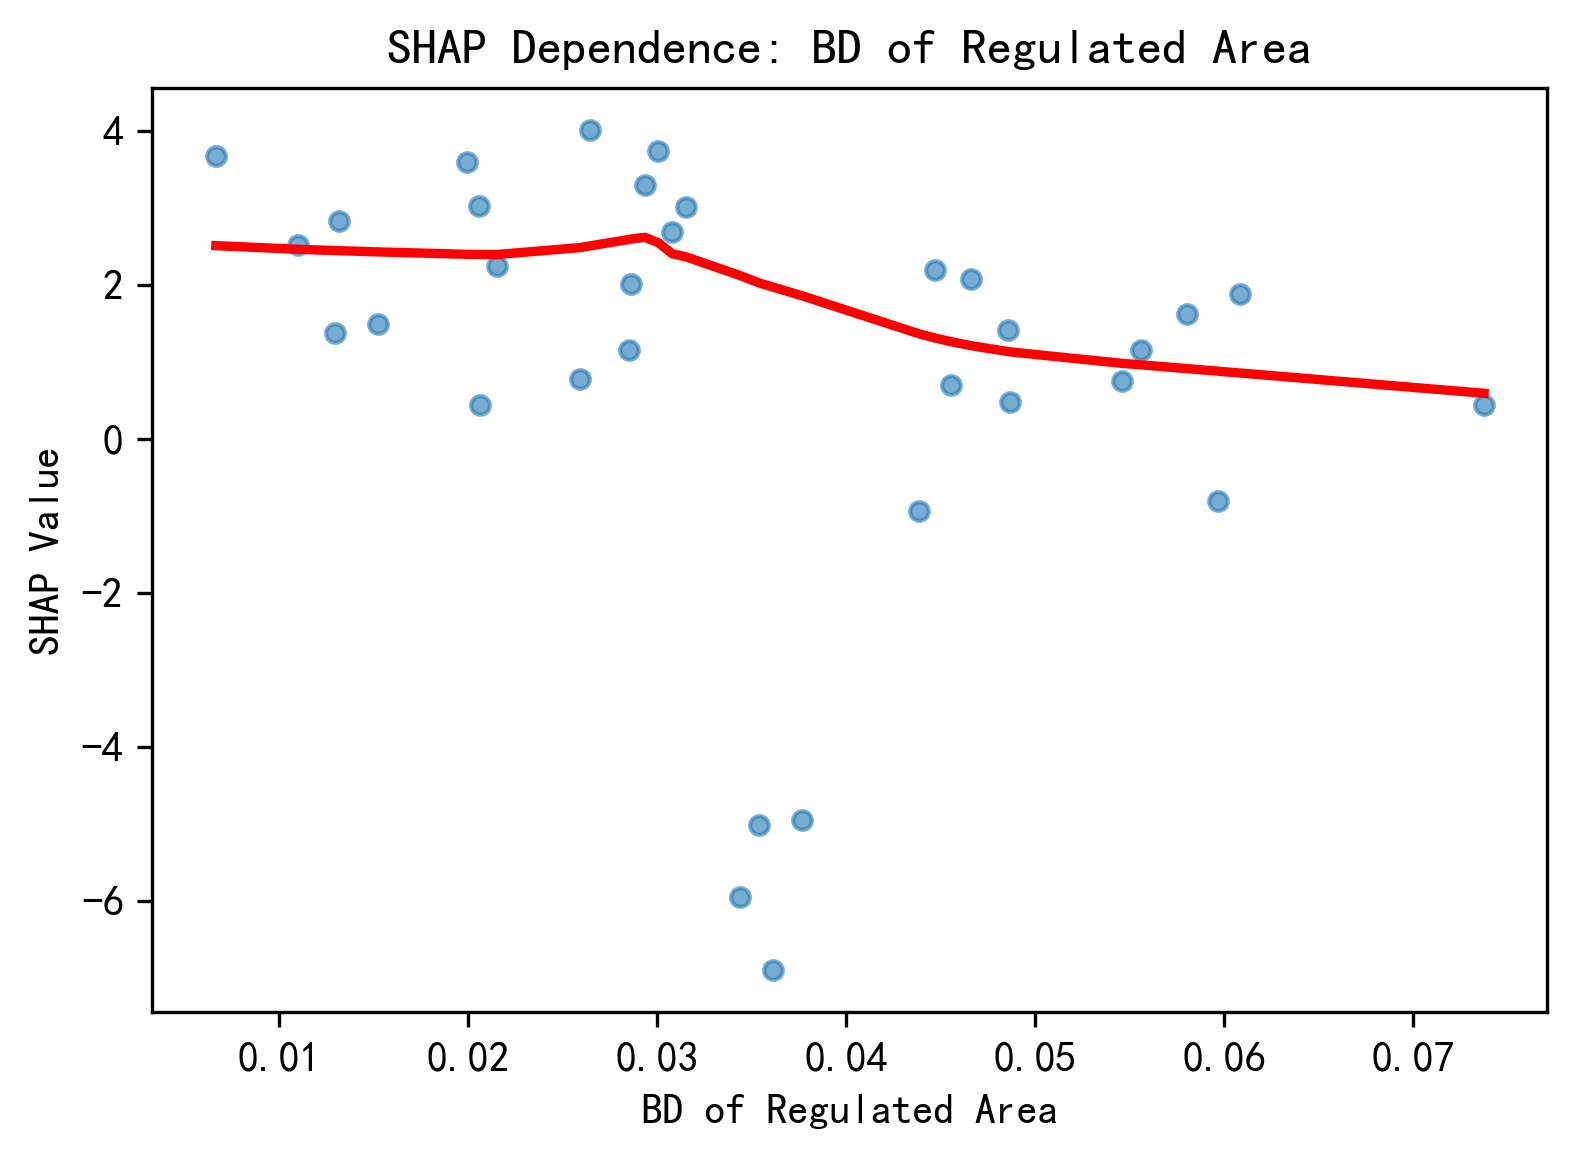 SHAP Dependence: BD of Regulated Area
4
2
0
−2
−4
−6
SHAP Value
0.01 0.02 0.03 0.04 0.05 0.06 0.07
BD of Regulated Area